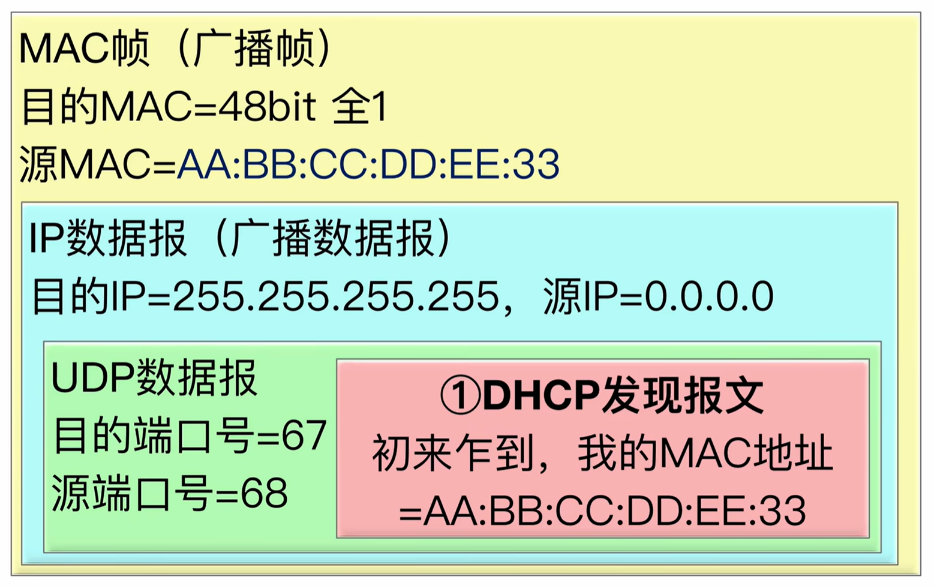 MAC帧（广播帧）
目的MAC=48bit 全1
源MAC=AA:BB:CC:DD:EE:33
IP数据报（广播数据报）
目的IP=255.255.255.255，源IP=0.0.0.0
UDP数据报
目的端口号=67
源端口号=68
①DHCP发现报文
初来乍到，我的MAC地址
=AA:BB:CC:DD:EE:33